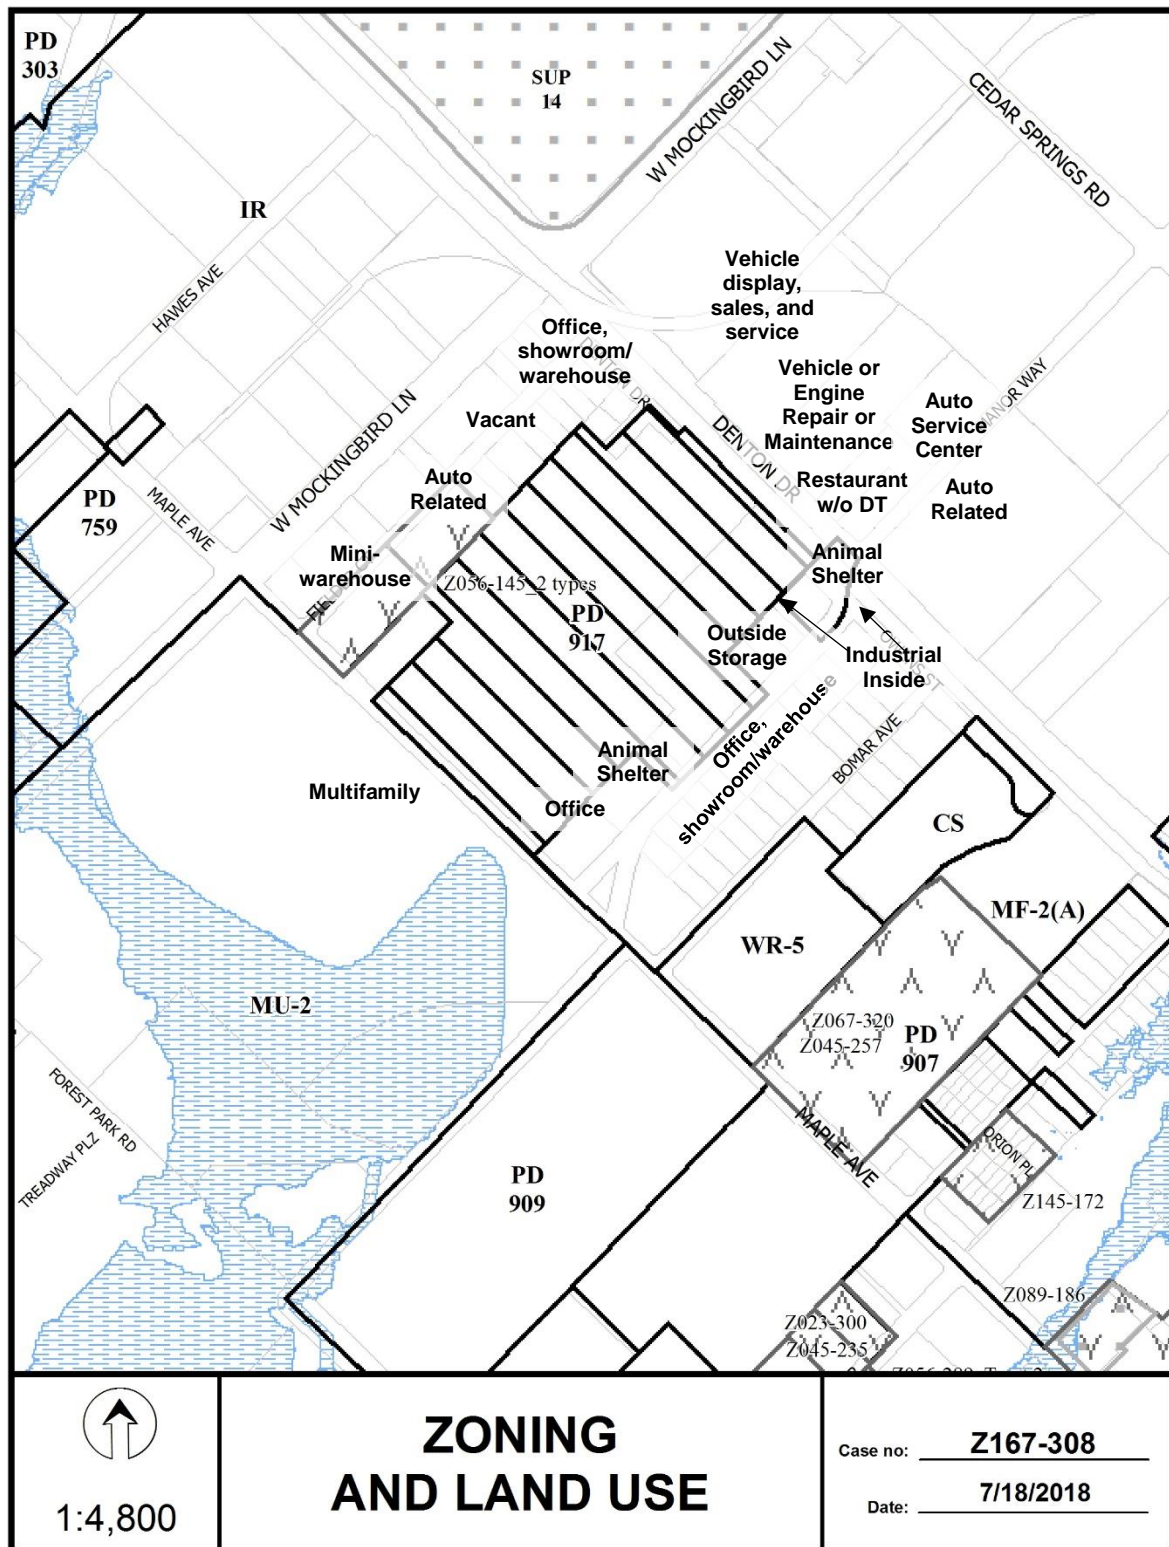 PD
303
SUP
14
W MOCKINGBIRD LN
CEDAR SPRINGS RD
IR
HAWES AVE
Vehicle
display,
sales, and
service
Office,
showroom/
warehouse
DENTON DR
Vehicle or
Engine
Repair or
Maintenance
Auto
Service
Center
MANOR WAY
Vacant
W MOCKINGBIRD LN
DENTON DR
PD
759
MAPLE AVE
Auto
Related
Restaurant
w/o DT
Auto
Related
Mini-
warehouse
Z056-145_2 types
PD
917
Animal
Shelter
Outside
Storage
Industrial
Inside
Office,
showroom/warehouse
BOMAR AVE
Animal
Shelter
Multifamily
Office
CS
MF-2(A)
WR-5
MU-2
Z067-320
Z045-257
PD
907
FOREST PARK RD
TREADWAY PLZ
MAPLE AVE
ORION PL
PD
909
Z145-172
Z089-186
Z023-300
Z045-235
1:4,800
ZONING
AND LAND USE
Case no: Z167-308
Date: 7/18/2018